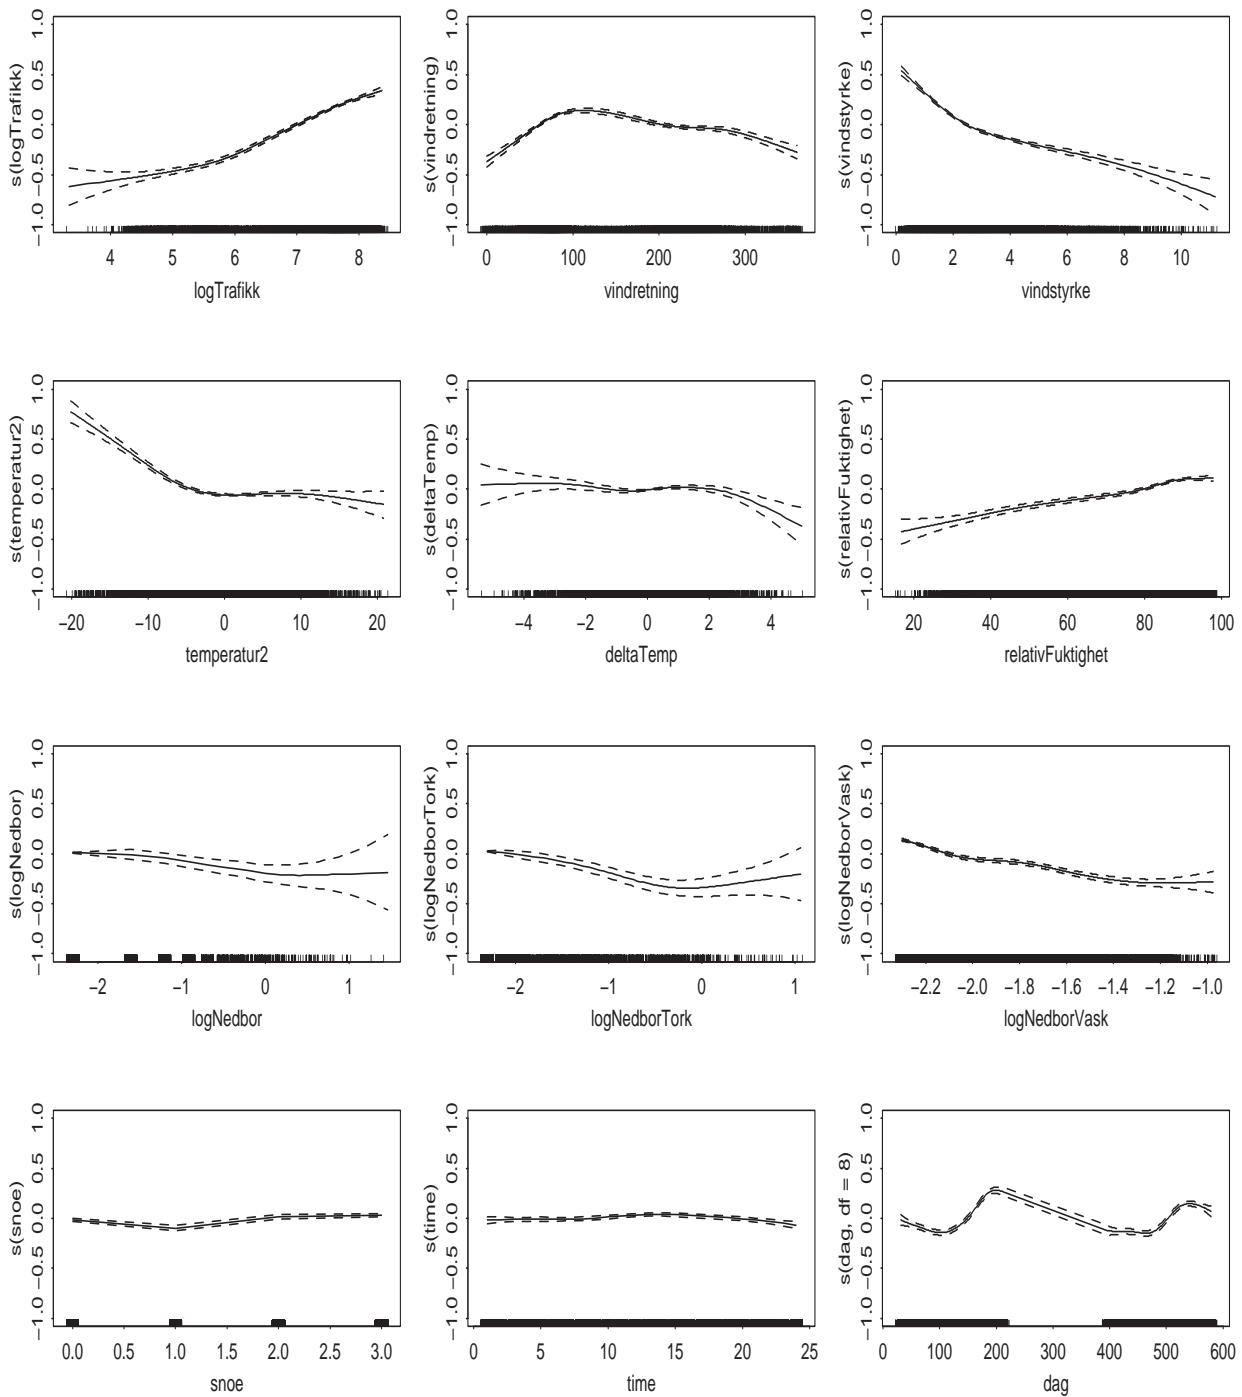 s(logTrafikk)
−1.0 −0.5 0.0 0.5 1.0
4 5 6 7 8
logTrafikk
s(vindretning)
−1.0 −0.5 0.0 0.5 1.0
0 100 200 300
vindretning
s(vindstyrke)
−1.0 −0.5 0.0 0.5 1.0
0 2 4 6 8 10
vindstyrke
s(temperatur2)
−1.0 −0.5 0.0 0.5 1.0
−20 −10 0 10 20
temperatur2
s(deltaTemp)
−1.0 −0.5 0.0 0.5 1.0
−4 −2 0 2 4
deltaTemp
s(relativFuktighet)
−1.0 −0.5 0.0 0.5 1.0
20 40 60 80 100
relativFuktighet
s(logNedbor)
−1.0 −0.5 0.0 0.5 1.0
−2 −1 0 1
logNedbor
s(logNedborTork)
−1.0 −0.5 0.0 0.5 1.0
−2 −1 0 1
logNedborTork
s(logNedborVask)
−1.0 −0.5 0.0 0.5 1.0
−2.2 −2.0 −1.8 −1.6 −1.4 −1.2 −1.0
logNedborVask
s(snoe)
−1.0 −0.5 0.0 0.5 1.0
0.0 0.5 1.0 1.5 2.0 2.5 3.0
snoe
s(time)
−1.0 −0.5 0.0 0.5 1.0
0 5 10 15 20 25
time
s(dag, df = 8)
−1.0 −0.5 0.0 0.5 1.0
0 100 200 300 400 500 600
dag